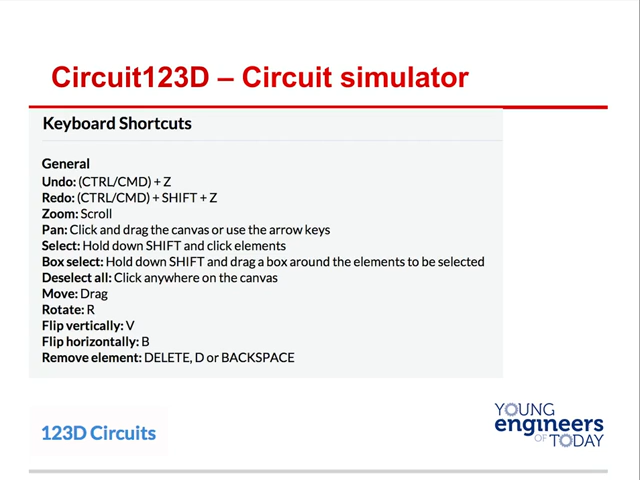 Circuit123D – Circuit simulator
Keyboard Shortcuts
General
Undo: (CTRL/CMD) + Z
Redo: (CTRL/CMD) + SHIFT + Z
Zoom: Scroll
Pan: Click and drag the canvas or use the arrow keys
Select: Hold down SHIFT and click elements
Box select: Hold down SHIFT and drag a box around the elements to be selected
Deselect all: Click anywhere on the canvas
Move: Drag
Rotate: R
Flip vertically: V
Flip horizontally: B
Remove element: DELETE, D or BACKSPACE
123D Circuits
YOUNG
engineers
OF TODAY